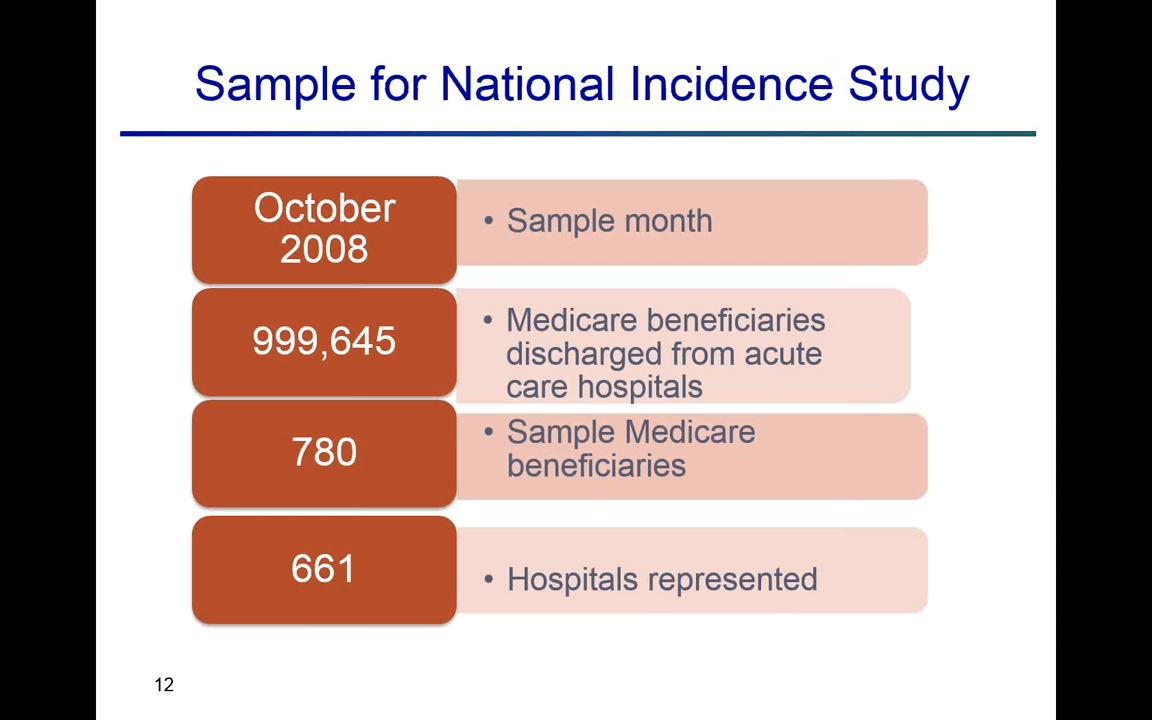 Sample for National Incidence Study
October
2008
• Sample month
999,645
• Medicare beneficiaries
discharged from acute
care hospitals
780
• Sample Medicare
beneficiaries
661
• Hospitals represented
12